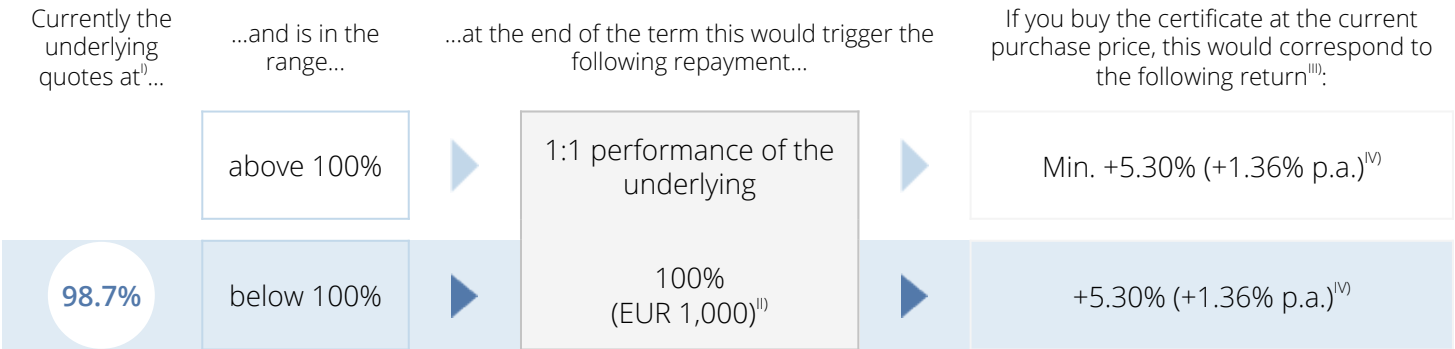 Currently the
underlying
quotes atI)...
...and is in the
range...
...at the end of the term this would trigger the
following repayment...
If you buy the certificate at the current
purchase price, this would correspond to
the following returnIII):
above 100%
1:1 performance of the
underlying
Min. +5.30% (+1.36% p.a.)IV)
98.7%
below 100%
100%
(EUR 1,000)II)
+5.30% (+1.36% p.a.)IV)